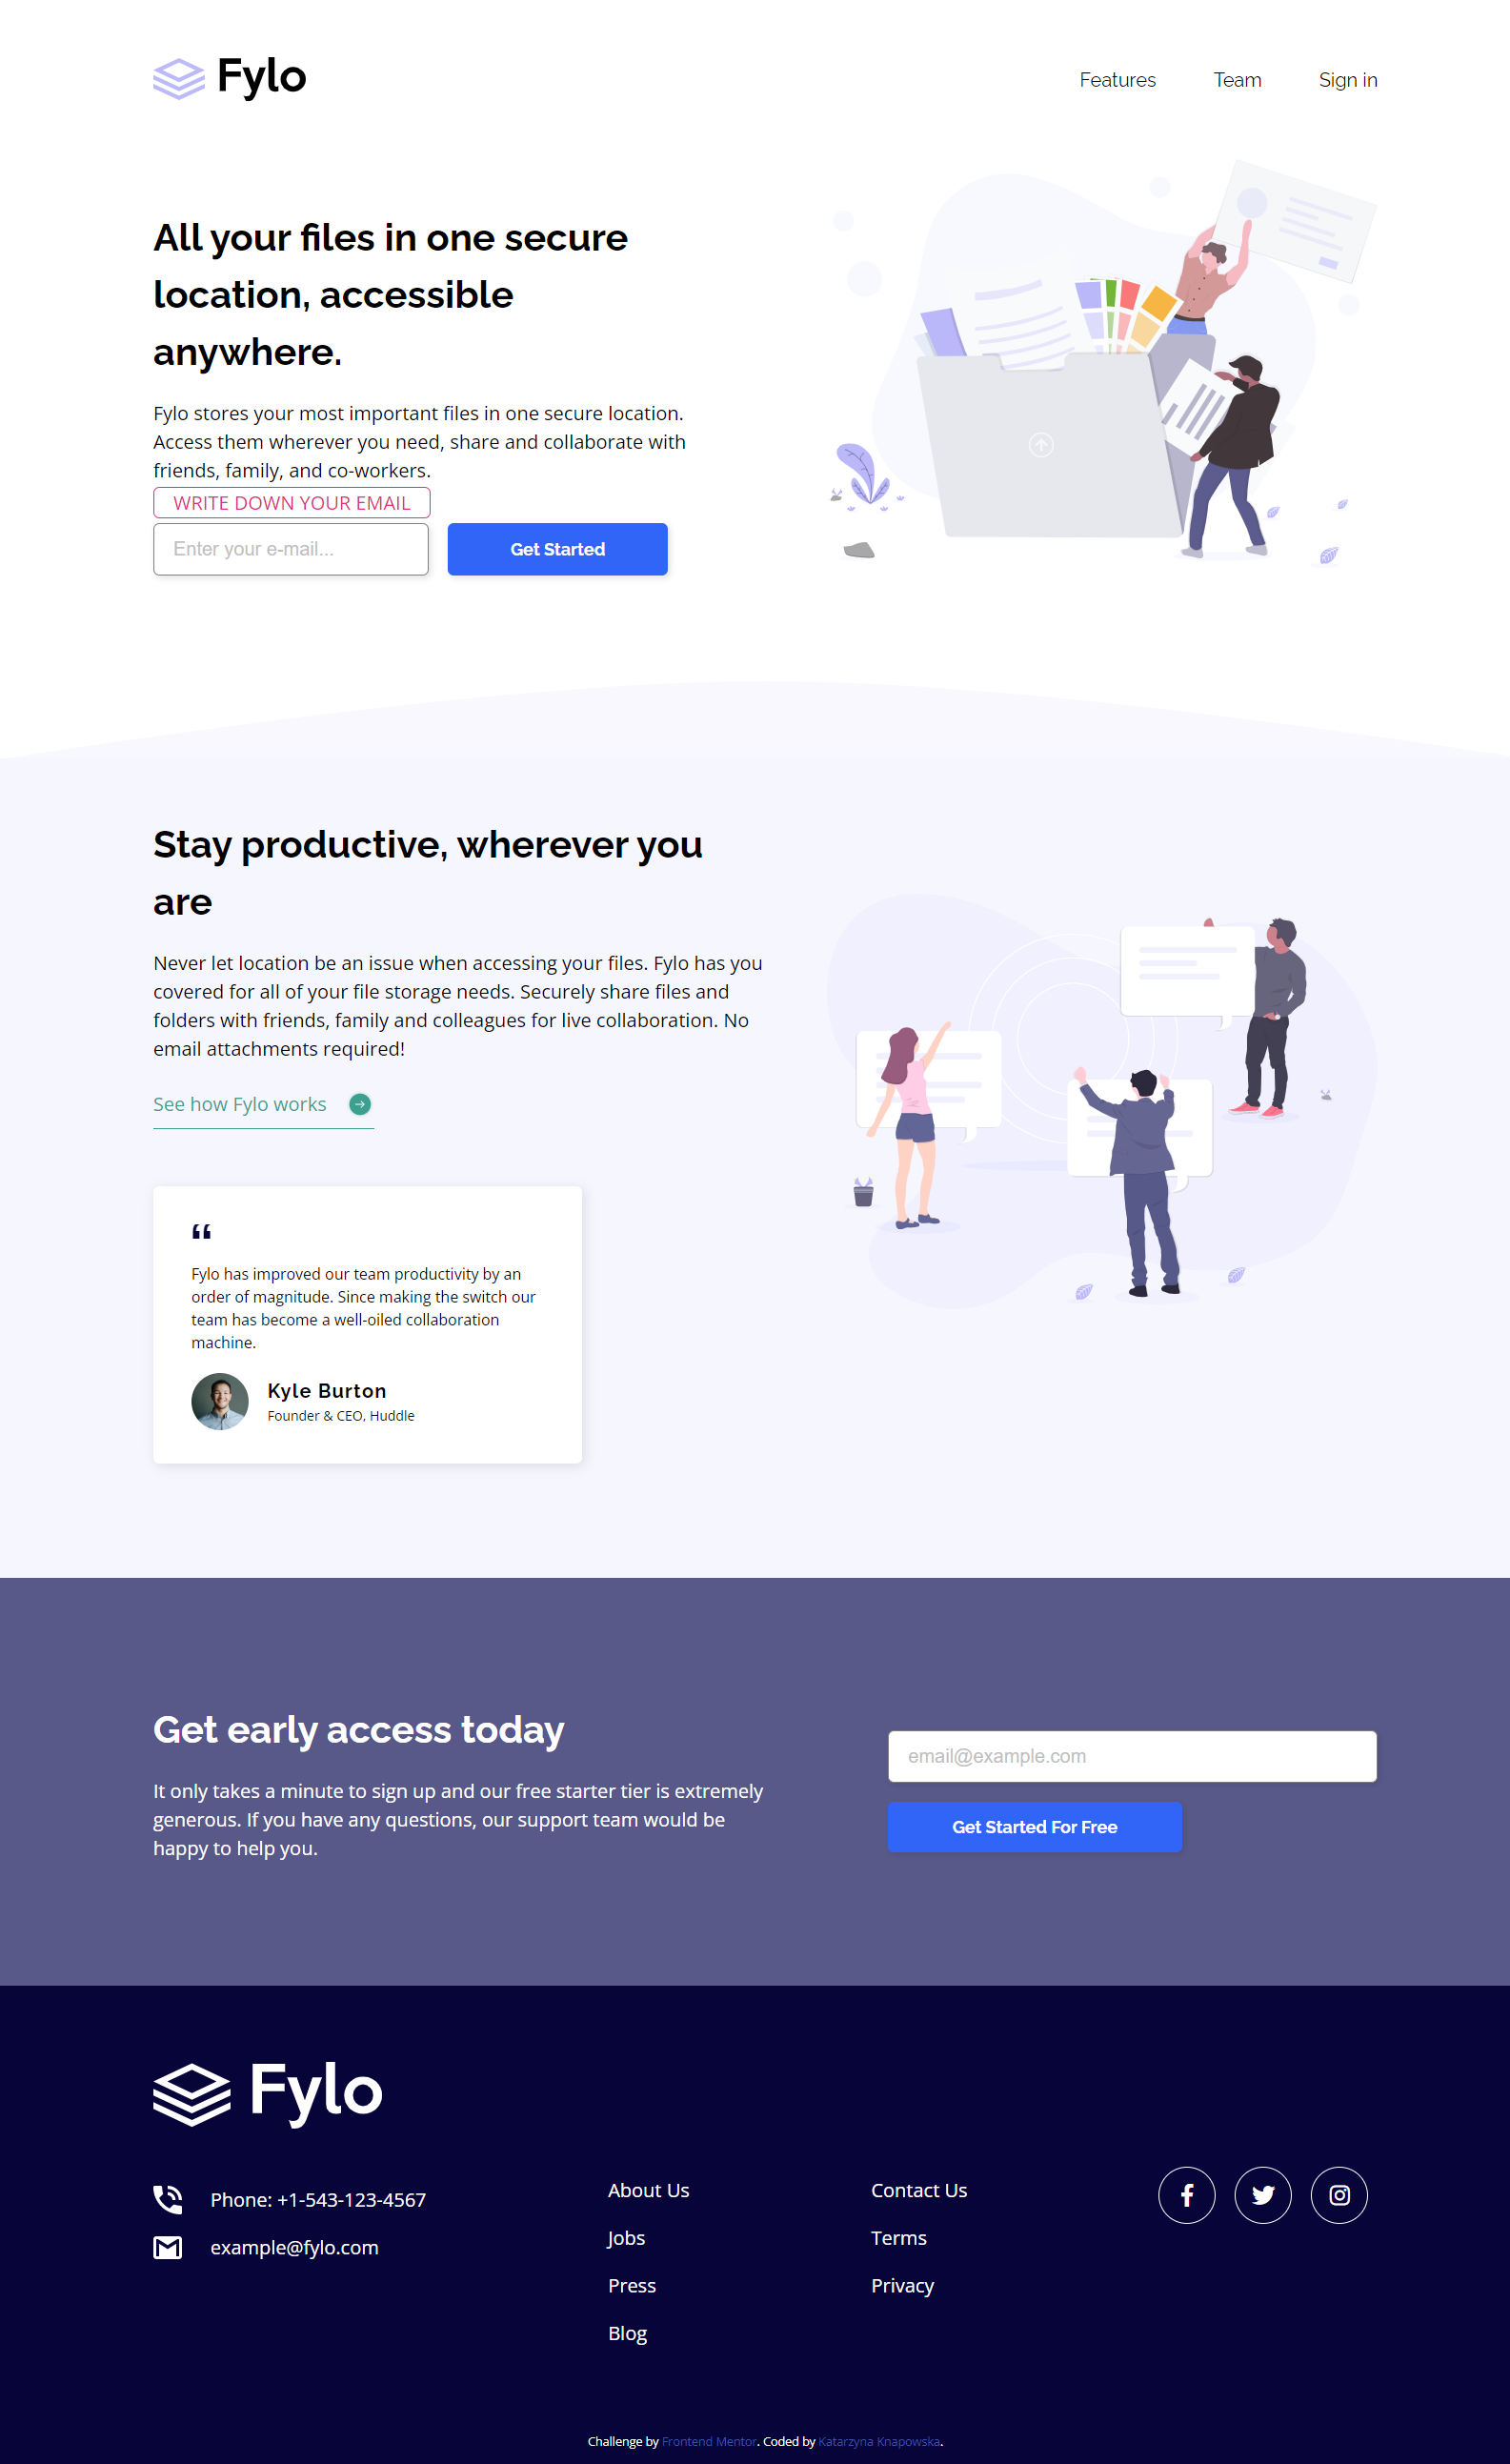 Fylo
Features
Team
Sign in
All your files in one secure
location, accessible
anywhere.
Fylo stores your most important files in one secure location.
Access them wherever you need, share and collaborate with
friends, family, and co-workers.
WRITE DOWN YOUR EMAIL
Enter your e-mail...
Get Started
Stay productive, wherever you
are
Never let location be an issue when accessing your files. Fylo has you
covered for all of your file storage needs. Securely share files and
folders with friends, family and colleagues for live collaboration. No
email attachments required!
See how Fylo works
“
Fylo has improved our team productivity by an
order of magnitude. Since making the switch our
team has become a well-oiled collaboration
machine.
Kyle Burton
Founder & CEO, Huddle
Get early access today
It only takes a minute to sign up and our free starter tier is extremely
generous. If you have any questions, our support team would be
happy to help you.
email@example.com
Get Started For Free
Fylo
Phone: +1-543-123-4567
example@fylo.com
About Us
Jobs
Press
Blog
Contact Us
Terms
Privacy
Challenge by Frontend Mentor. Coded by Katarzyna Knapowska.